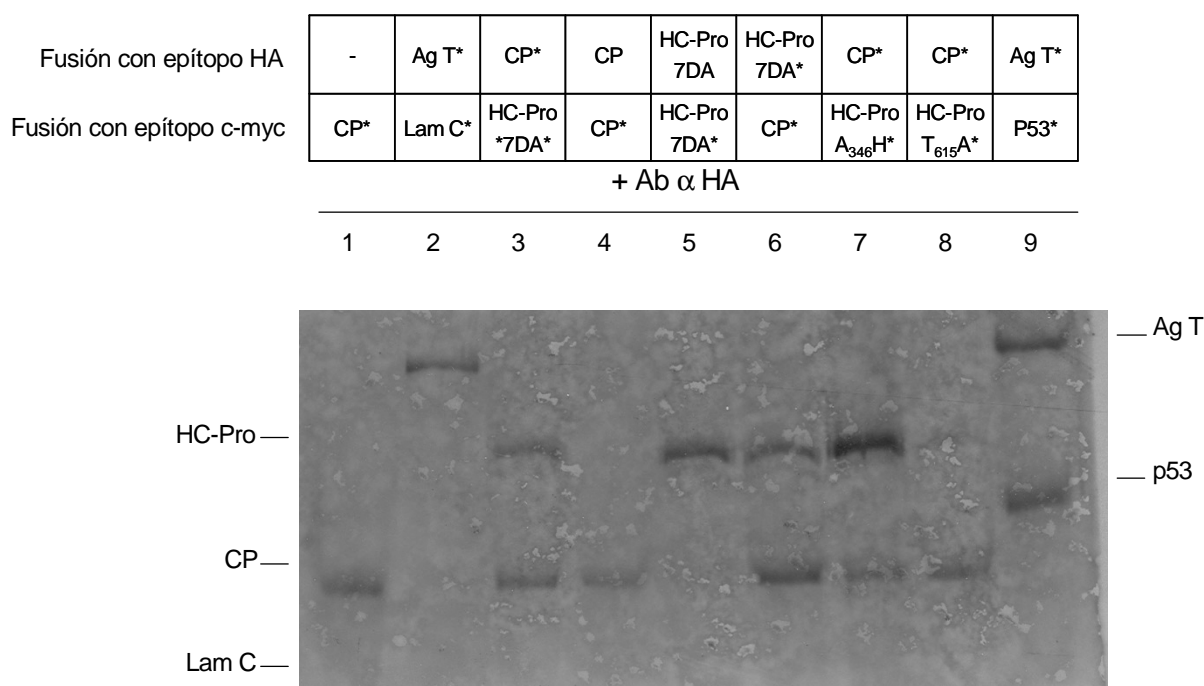 Fusión con epítopo HA - Ag T* CP* CP HC-Pro 7DA HC-Pro 7DA* CP* CP* Ag T*
Fusión con epítopo c-myc CP* Lam C* HC-Pro *7DA* CP* HC-Pro 7DA* CP* HC-Pro A₃₄₆H* HC-Pro T₆₁₅A* P53*
+ Ab α HA
1 2 3 4 5 6 7 8 9
Ag T
HC-Pro
p53
CP
Lam C